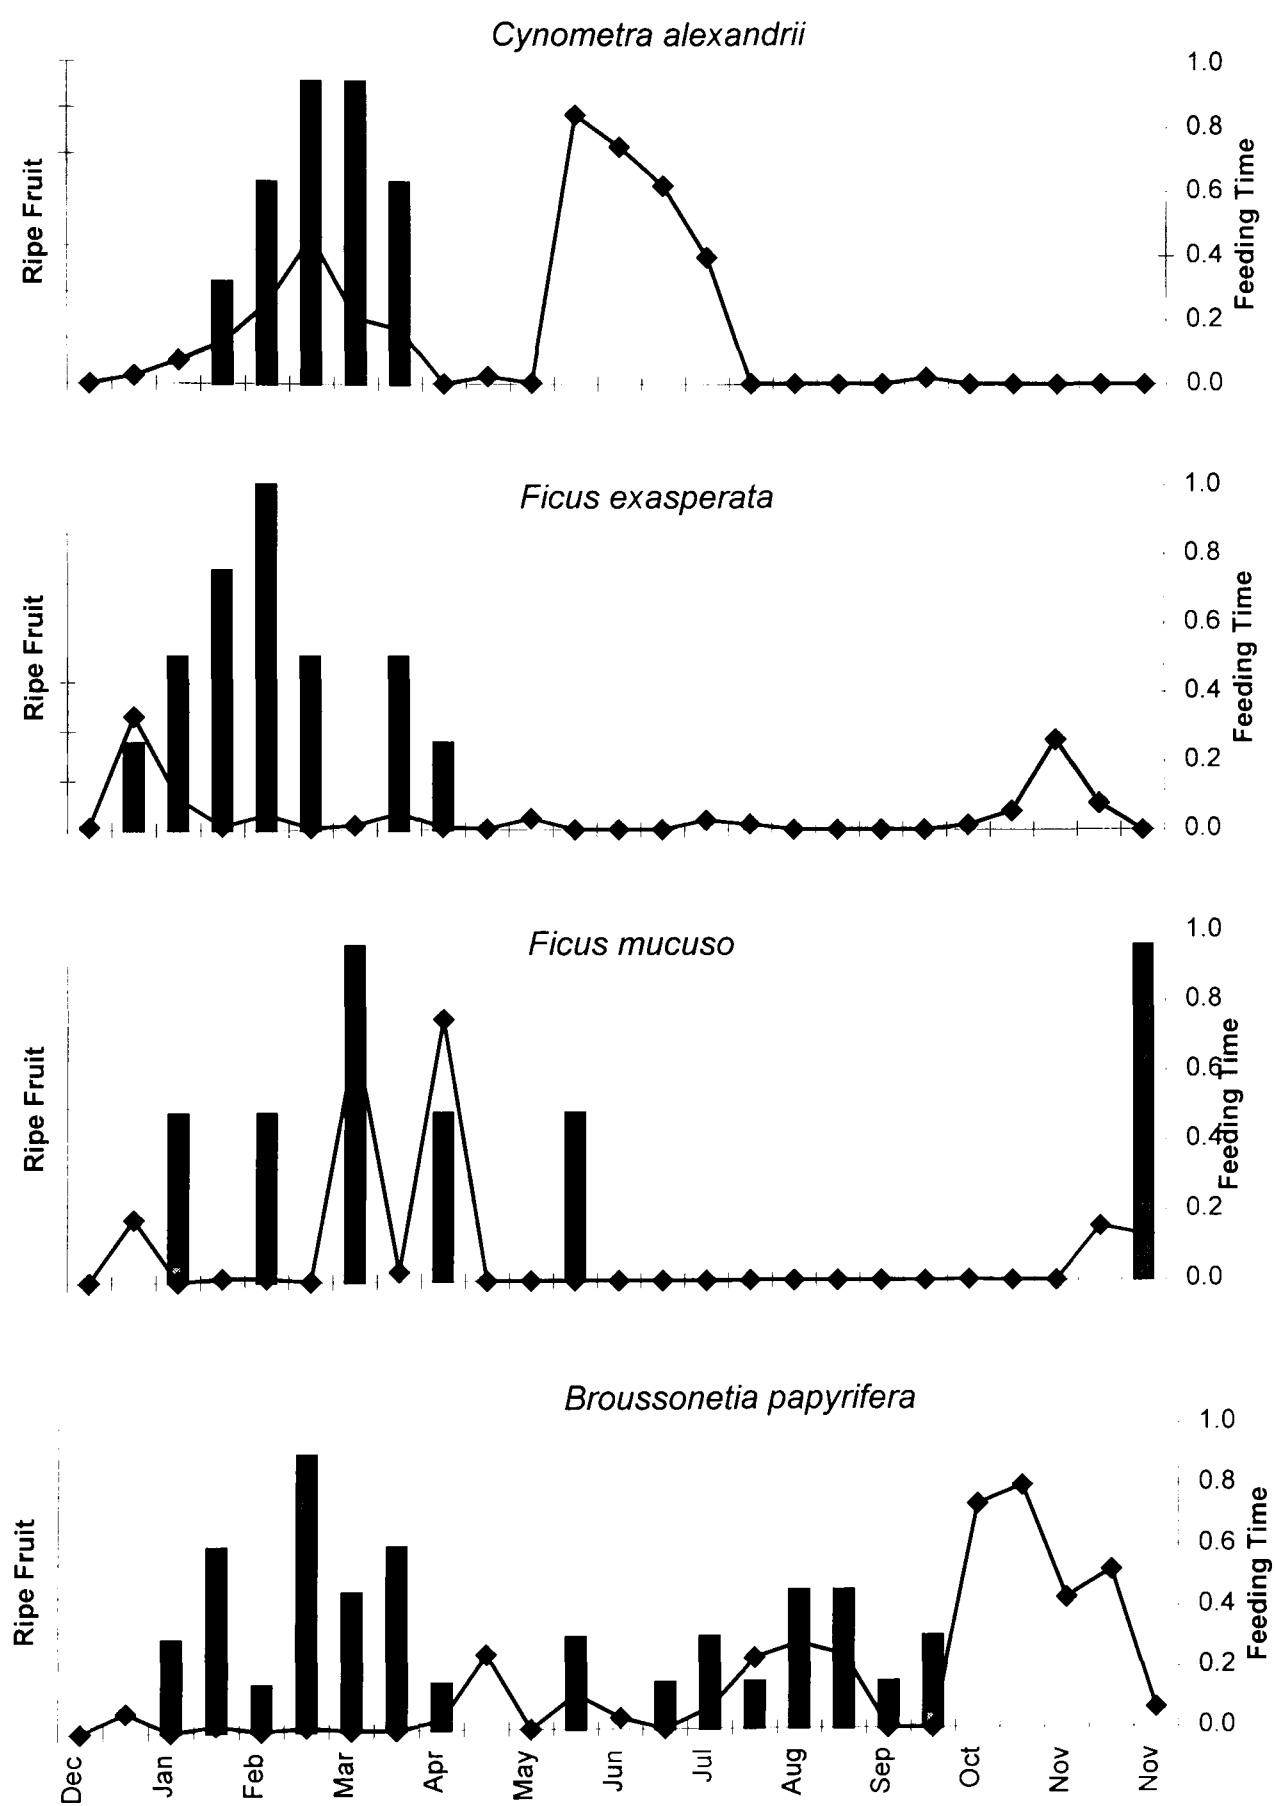 Cynometra alexandrii
Ripe Fruit
1.0
0.8
0.6
0.4
0.2
0.0
Feeding Time
Ficus exasperata
Ripe Fruit
1.0
0.8
0.6
0.4
0.2
0.0
Feeding Time
Ficus mucuso
Ripe Fruit
1.0
0.8
0.6
0.4
0.2
0.0
Feeding Time
Broussonetia papyrifera
Ripe Fruit
1.0
0.8
0.6
0.4
0.2
0.0
Feeding Time
Dec Jan Feb Mar Apr May Jun Jul Aug Sep Oct Nov Nov